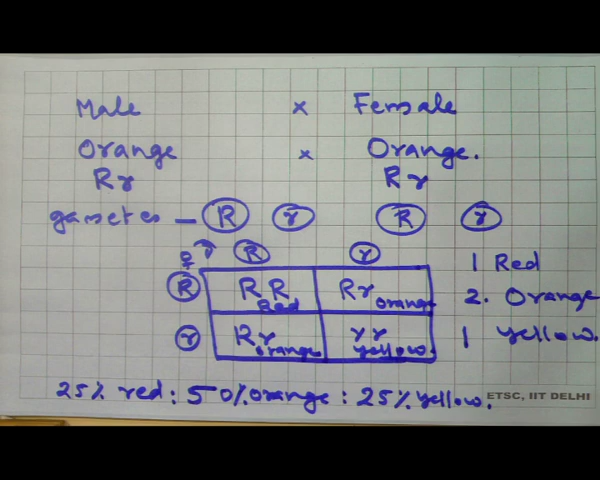 Male × Female
Orange × Orange.
Rr Rr
gametes — R r R r
♀ ♂ R r 1 Red
R RR Red Rr orange 2. Orange
r Rr orange rr yellow. 1 yellow.
25% red : 50% orange : 25% yellow.
ETSC, IIT DELHI